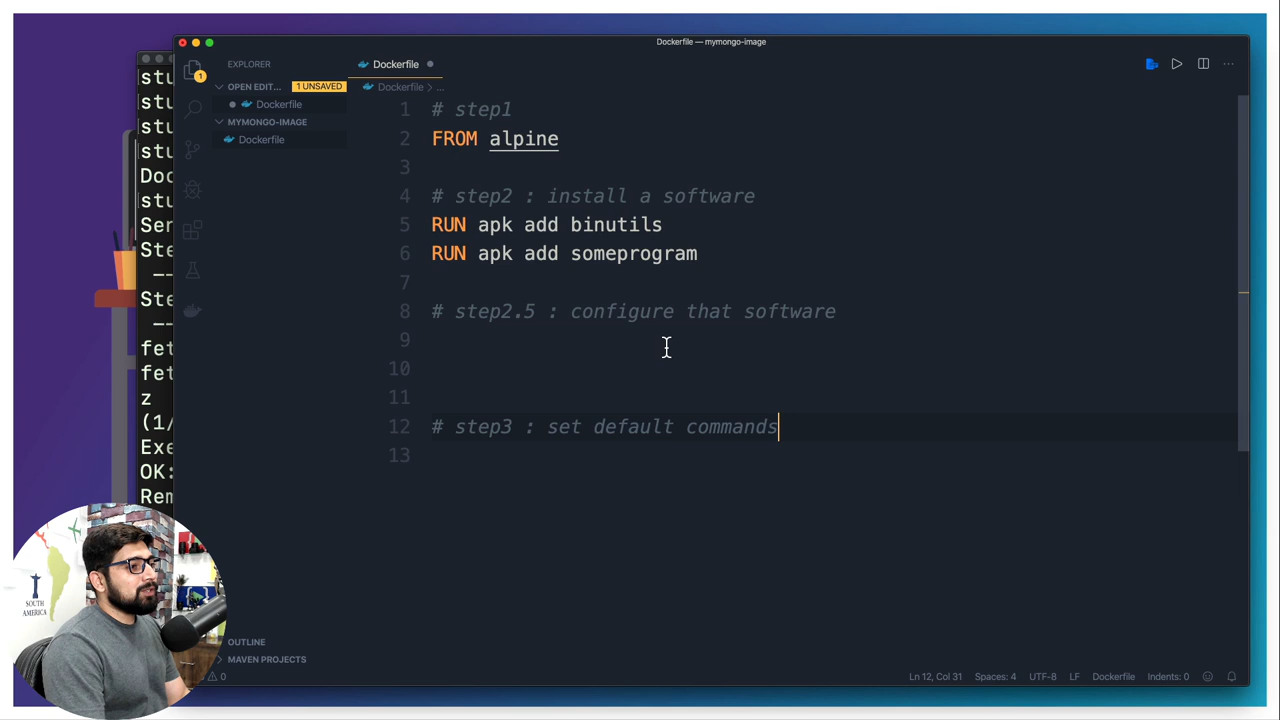 Dockerfile — mymongo-image
EXPLORER
Dockerfile
OPEN EDIT... 1 UNSAVED
Dockerfile > ...
Dockerfile
MYMONGO-IMAGE
Dockerfile
1
1 # step1
2 FROM alpine
3
4 # step2 : install a software
5 RUN apk add binutils
6 RUN apk add someprogram
7
8 # step2.5 : configure that software
9
10
11
12 # step3 : set default commands
13
stu
stu
stu
stu
Doc
stu
Sen
Ste
--
Ste
--
fet
fet
z
(1/
Exe
OK:
Rem
SOUTH
AMERICA
OUTLINE
MAVEN PROJECTS
0
Ln 12, Col 31 Spaces: 4 UTF-8 LF Dockerfile Indents: 0